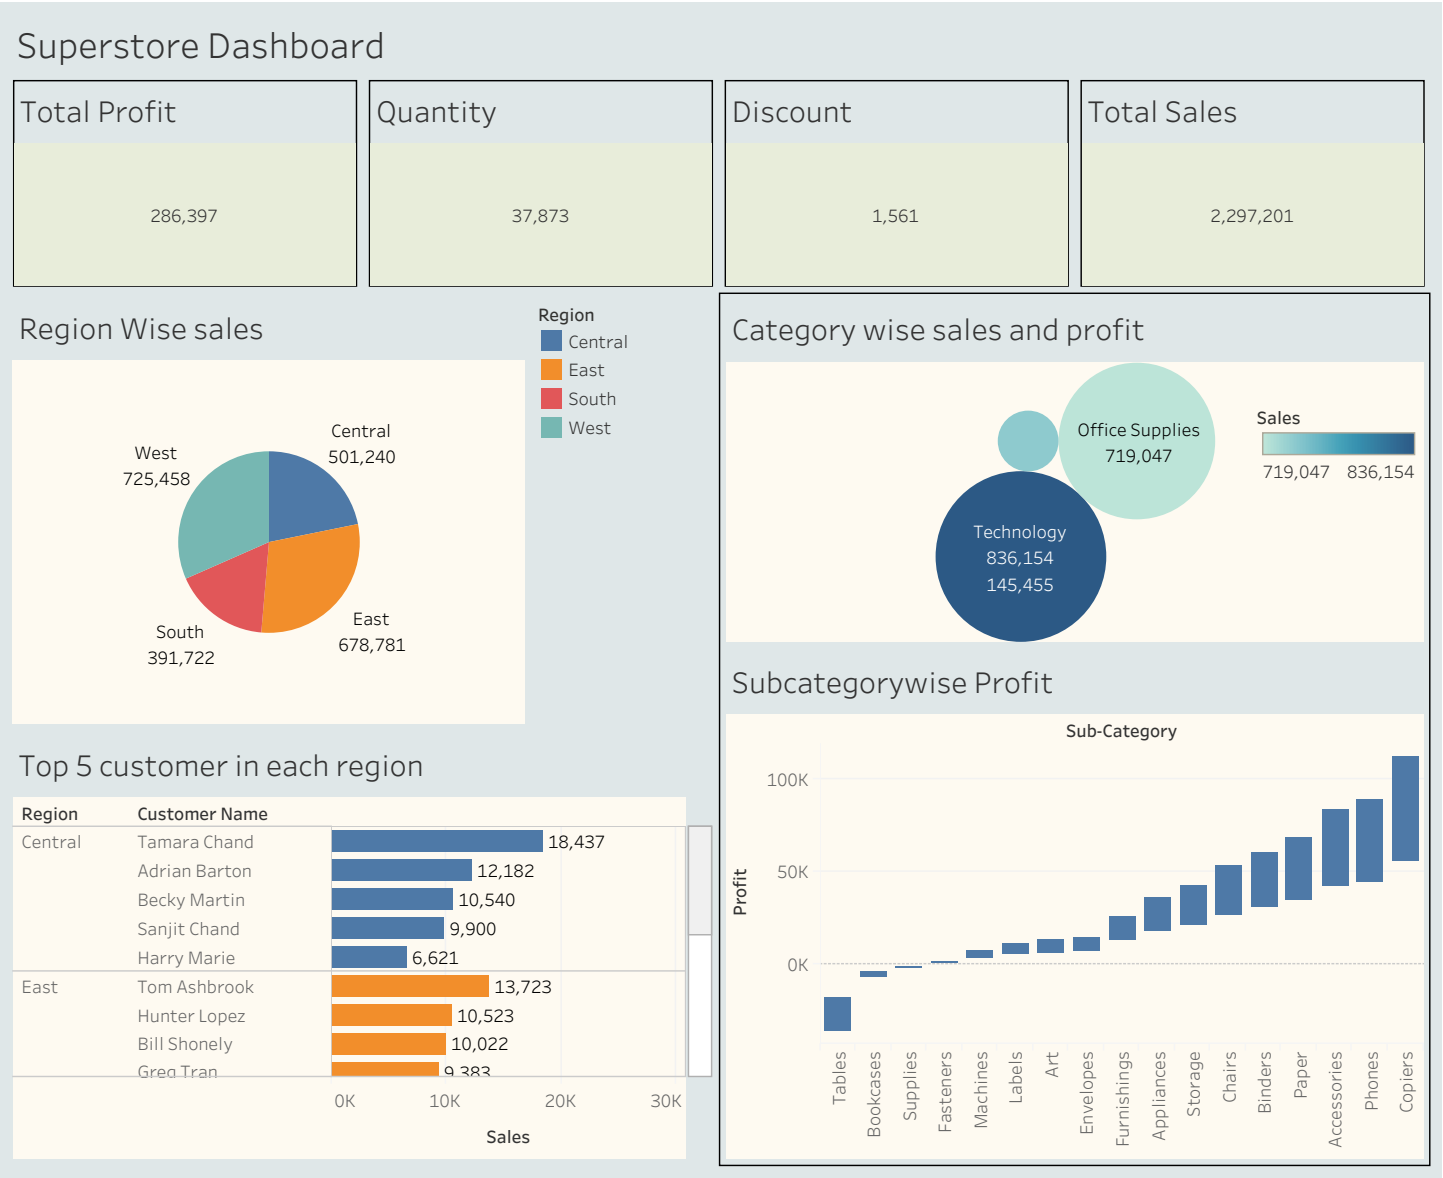 Superstore Dashboard
Total Profit
Quantity
Discount
Total Sales
286,397
37,873
1,561
2,297,201
Region Wise sales
Region
Central
East
South
West
Central
501,240
West
725,458
East
678,781
South
391,722
Category wise sales and profit
Office Supplies
719,047
Technology
836,154
145,455
Sales
719,047 836,154
Top 5 customer in each region
Region Customer Name
Central Tamara Chand 18,437
Adrian Barton 12,182
Becky Martin 10,540
Sanjit Chand 9,900
Harry Marie 6,621
East Tom Ashbrook 13,723
Hunter Lopez 10,523
Bill Shonely 10,022
Greg Tran 9,383
0K 10K 20K 30K
Sales
Subcategorywise Profit
Sub-Category
100K
50K
0K
Profit
Tables
Bookcases
Supplies
Fasteners
Machines
Labels
Art
Envelopes
Furnishings
Appliances
Storage
Chairs
Binders
Paper
Accessories
Phones
Copiers